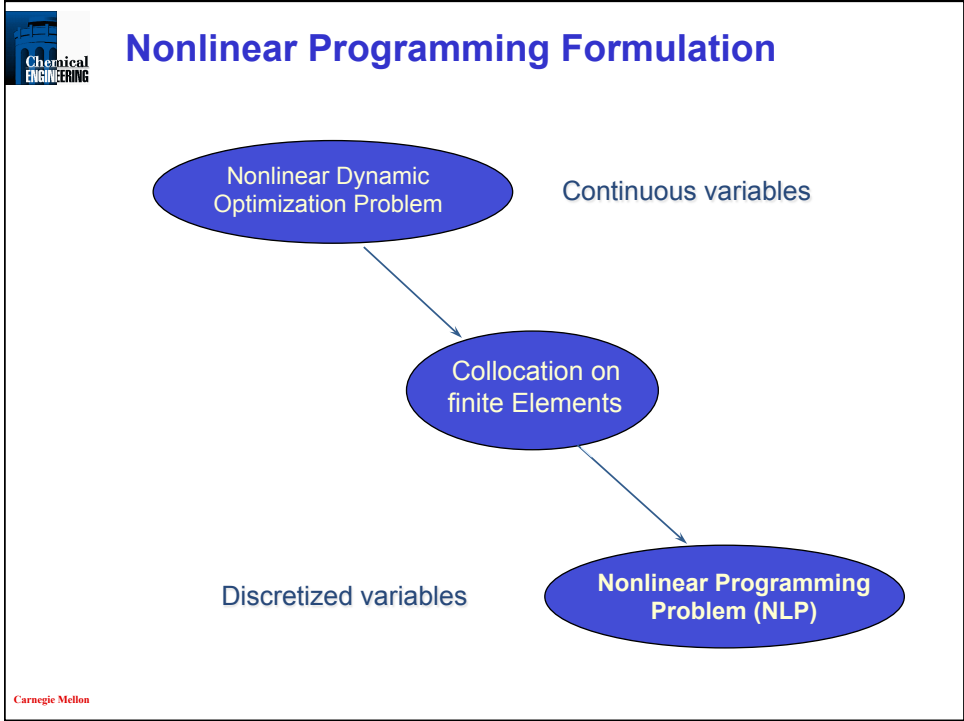 Chemical
ENGINEERING
Nonlinear Programming Formulation
Nonlinear Dynamic
Optimization Problem
Continuous variables
Collocation on
finite Elements
Discretized variables
Nonlinear Programming
Problem (NLP)
Carnegie Mellon